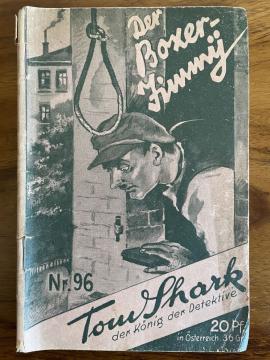 Der
Boxer-
Jimmy
Nr. 96
Tom Shark
der König der Detektive
20 Pf.
in Österreich 36 Gr.